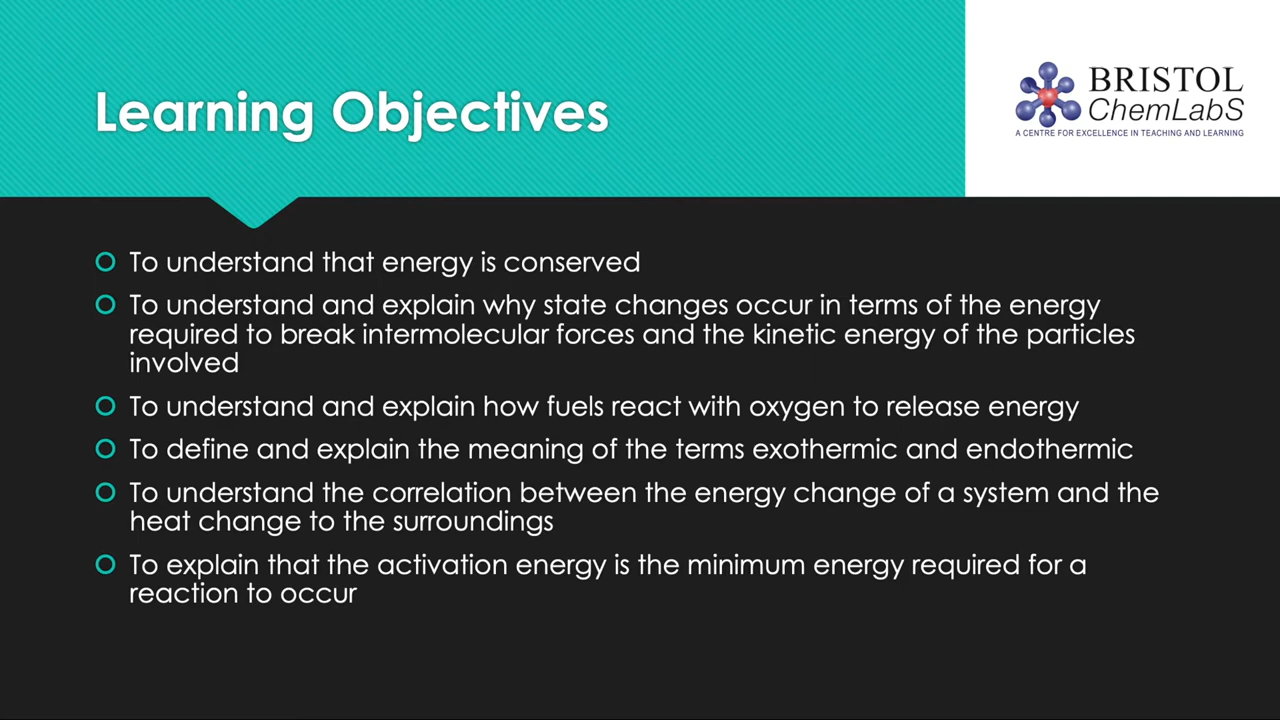 Learning Objectives
BRISTOL
ChemLabS
A CENTRE FOR EXCELLENCE IN TEACHING AND LEARNING
To understand that energy is conserved
To understand and explain why state changes occur in terms of the energy
required to break intermolecular forces and the kinetic energy of the particles
involved
To understand and explain how fuels react with oxygen to release energy
To define and explain the meaning of the terms exothermic and endothermic
To understand the correlation between the energy change of a system and the
heat change to the surroundings
To explain that the activation energy is the minimum energy required for a
reaction to occur